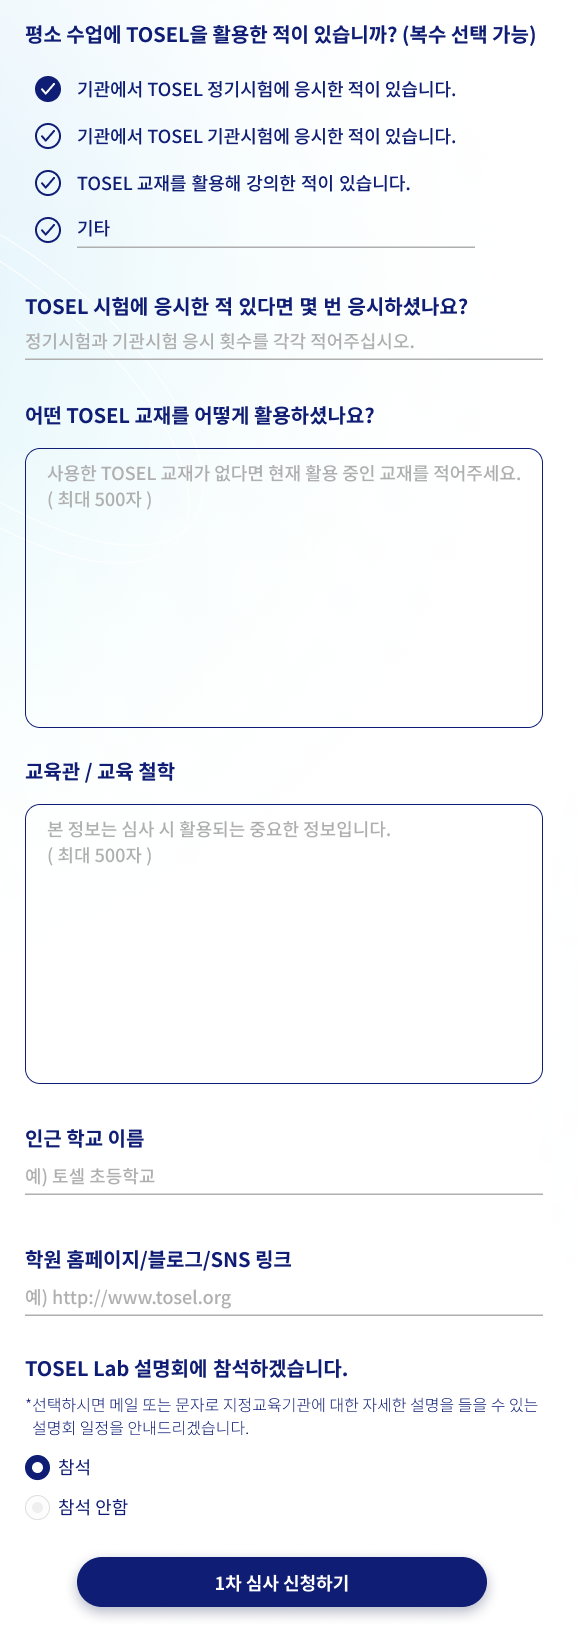 평소 수업에 TOSEL을 활용한 적이 있습니까? (복수 선택 가능)
기관에서 TOSEL 정기시험에 응시한 적이 있습니다.
기관에서 TOSEL 기관시험에 응시한 적이 있습니다.
TOSEL 교재를 활용해 강의한 적이 있습니다.
기타
TOSEL 시험에 응시한 적 있다면 몇 번 응시하셨나요?
정기시험과 기관시험 응시 횟수를 각각 적어주십시오.
어떤 TOSEL 교재를 어떻게 활용하셨나요?
사용한 TOSEL 교재가 없다면 현재 활용 중인 교재를 적어주세요.
( 최대 500자 )
교육관 / 교육 철학
본 정보는 심사 시 활용되는 중요한 정보입니다.
( 최대 500자 )
인근 학교 이름
예) 토셀 초등학교
학원 홈페이지/블로그/SNS 링크
예) http://www.tosel.org
TOSEL Lab 설명회에 참석하겠습니다.
*선택하시면 메일 또는 문자로 지정교육기관에 대한 자세한 설명을 들을 수 있는
설명회 일정을 안내드리겠습니다.
참석
참석 안함
1차 심사 신청하기